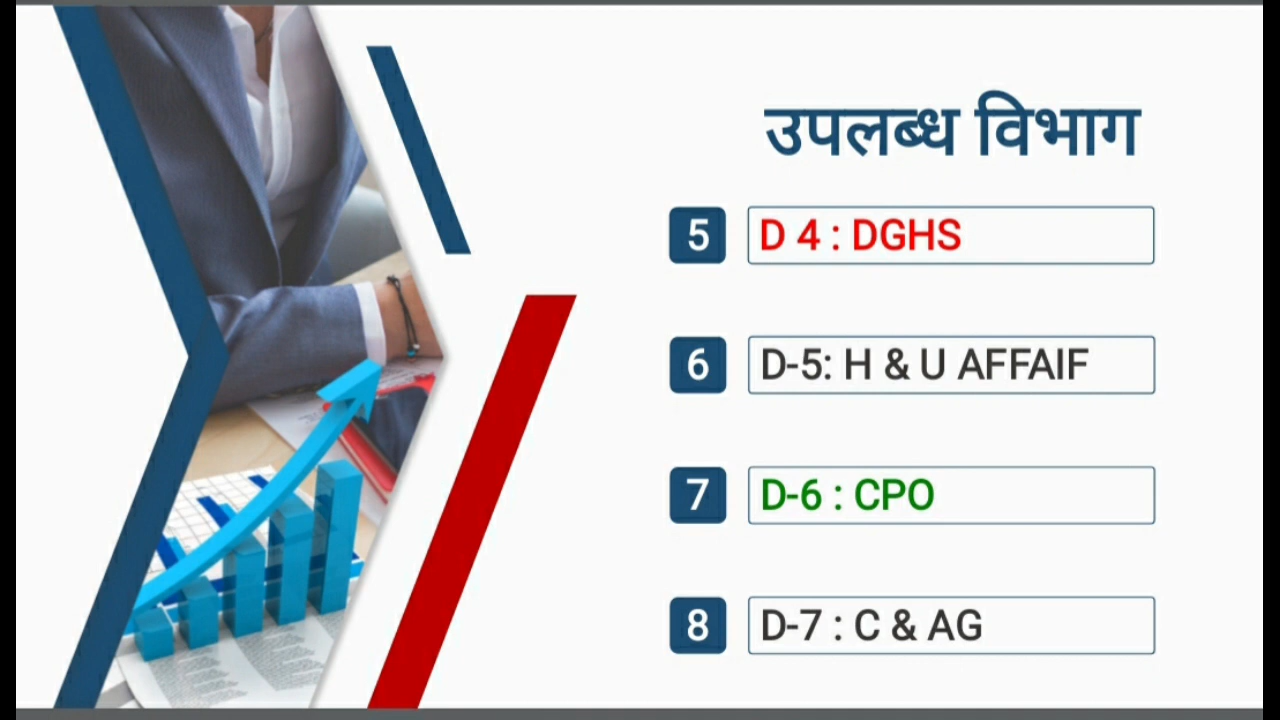 उपलब्ध विभाग
5 D 4 : DGHS
6 D-5: H & U AFFAIF
7 D-6 : CPO
8 D-7 : C & AG